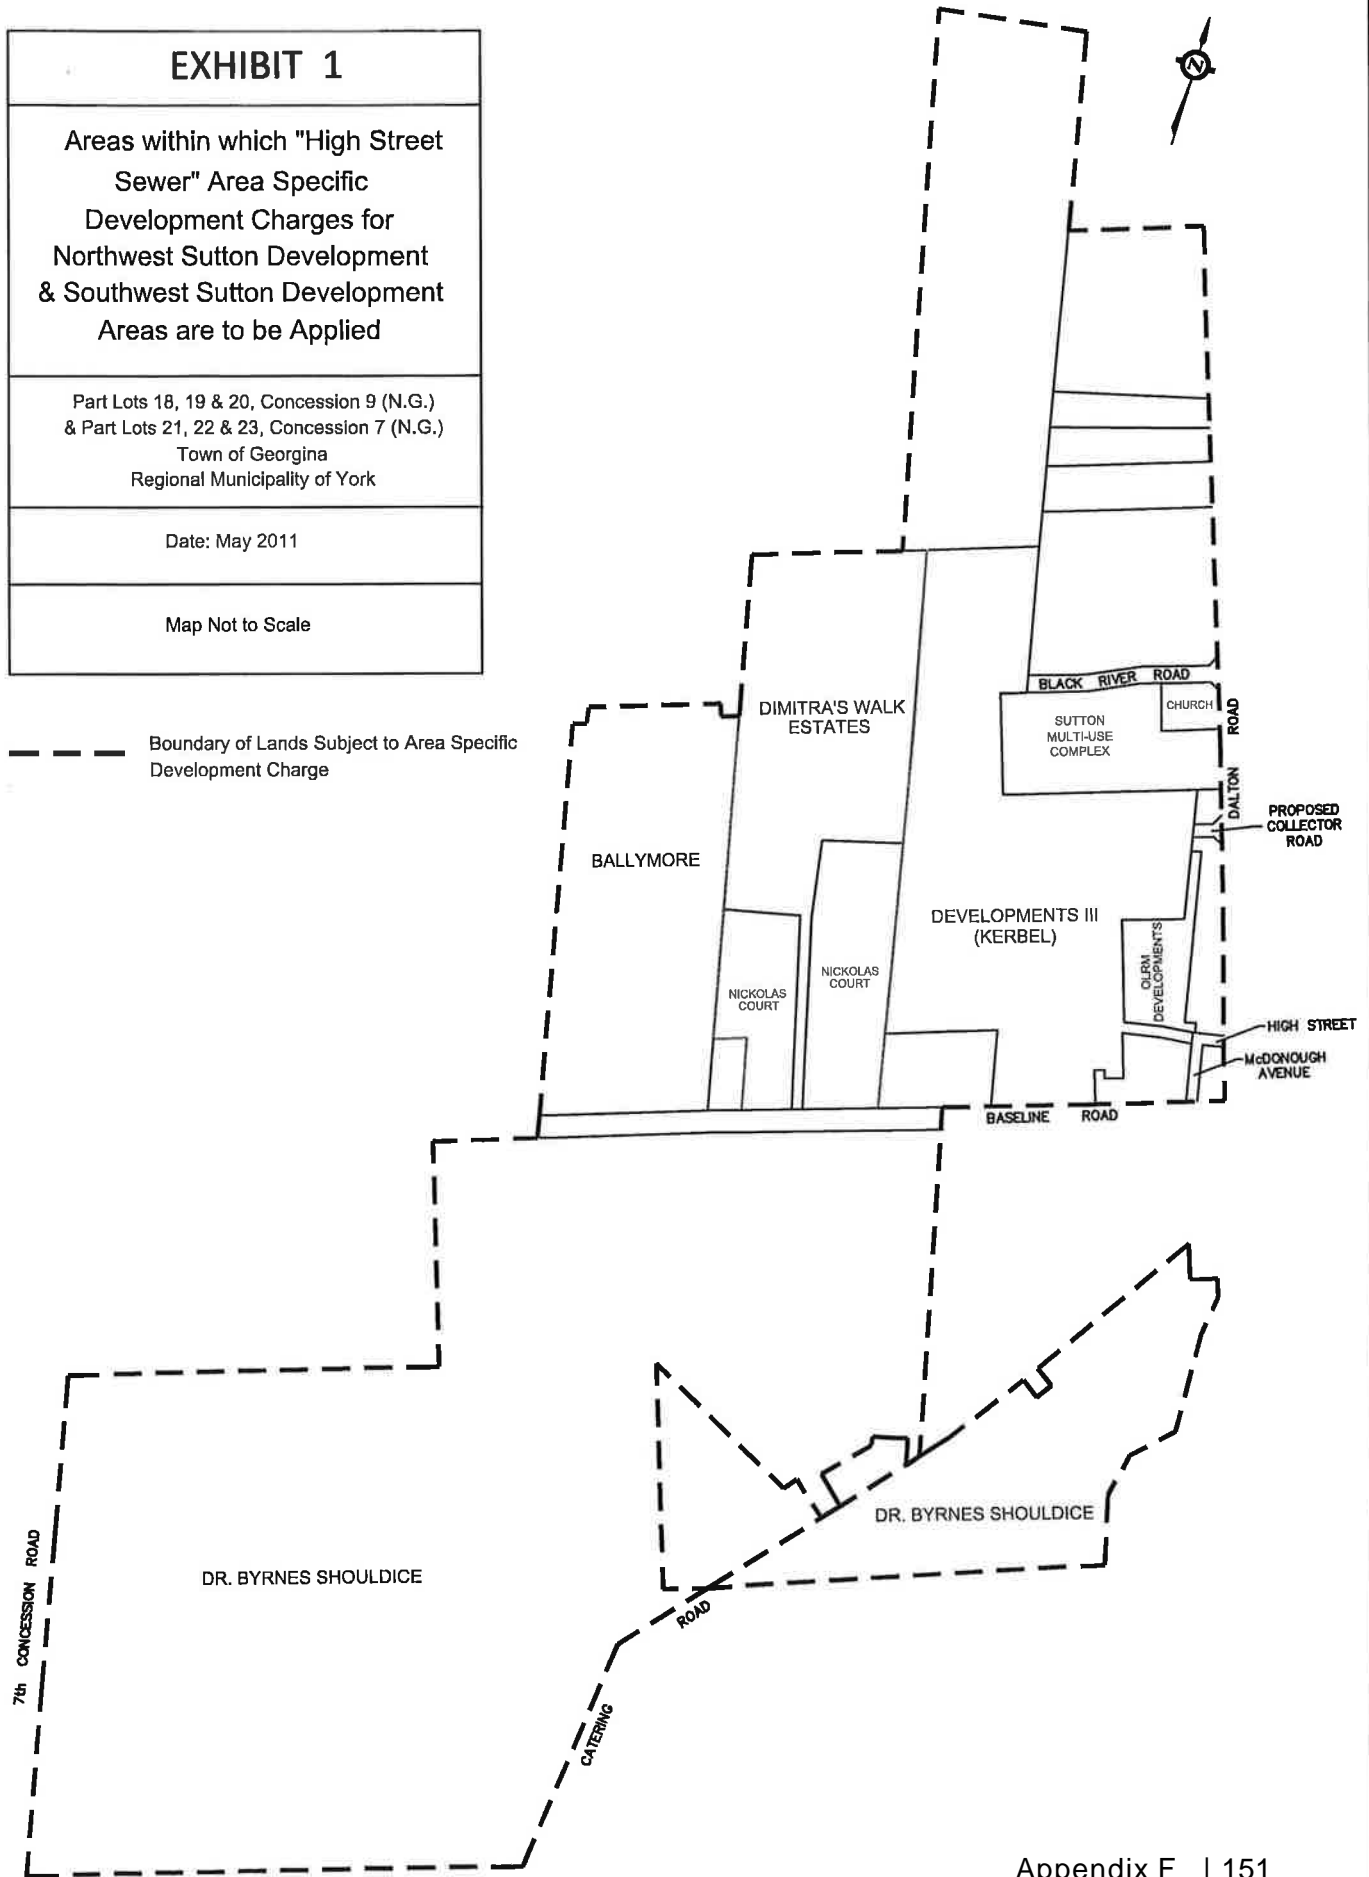 EXHIBIT 1
Areas within which "High Street
Sewer" Area Specific
Development Charges for
Northwest Sutton Development
& Southwest Sutton Development
Areas are to be Applied
Part Lots 18, 19 & 20, Concession 9 (N.G.)
& Part Lots 21, 22 & 23, Concession 7 (N.G.)
Town of Georgina
Regional Municipality of York
Date: May 2011
Map Not to Scale
Boundary of Lands Subject to Area Specific
Development Charge
N
BLACK RIVER ROAD
CHURCH
DALTON ROAD
DIMITRA'S WALK
ESTATES
SUTTON
MULTI-USE
COMPLEX
PROPOSED
COLLECTOR
ROAD
BALLYMORE
DEVELOPMENTS III
(KERBEL)
NICKOLAS
COURT
NICKOLAS
COURT
OLRM
DEVELOPMENTS
HIGH STREET
McDONOUGH
AVENUE
BASELINE ROAD
DR. BYRNES SHOULDICE
DR. BYRNES SHOULDICE
7th CONCESSION ROAD
CATERING ROAD
Appendix E | 151